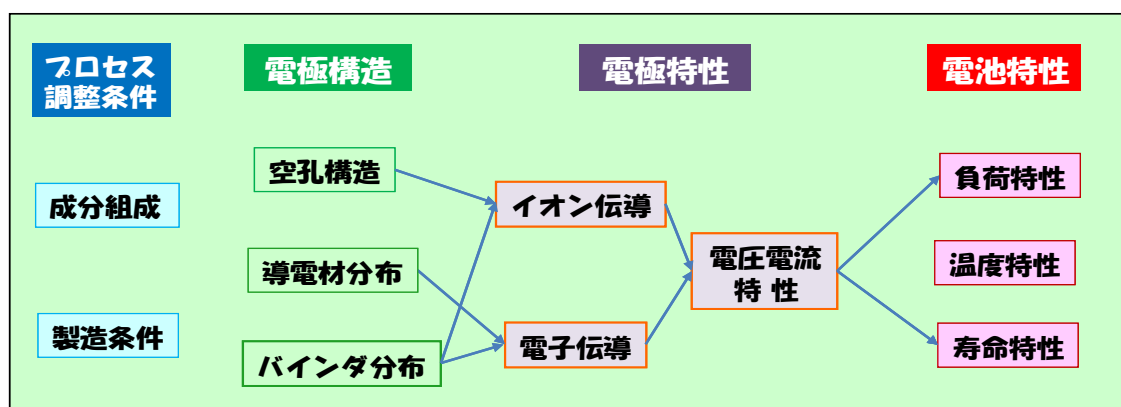 プロセス
調整条件
電極構造
電極特性
電池特性
成分組成
製造条件
空孔構造
導電材分布
バインダ分布
イオン伝導
電子伝導
電圧電流
特 性
負荷特性
温度特性
寿命特性